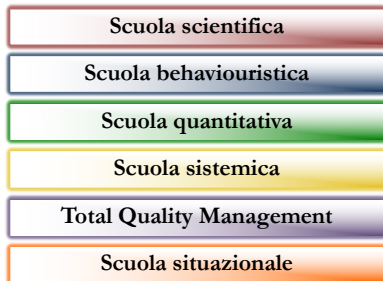 Scuola scientifica
Scuola behaviouristica
Scuola quantitativa
Scuola sistemica
Total Quality Management
Scuola situazionale